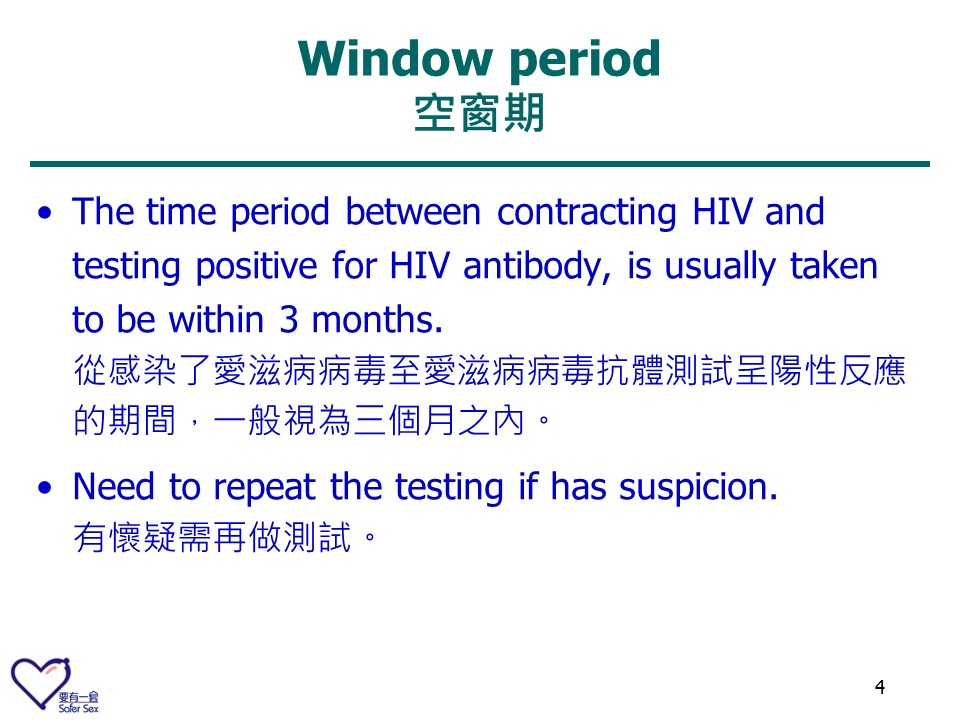 Window period
空窗期
• The time period between contracting HIV and
testing positive for HIV antibody, is usually taken
to be within 3 months.
從感染了愛滋病病毒至愛滋病病毒抗體測試呈陽性反應
的期間，一般視為三個月之內。
• Need to repeat the testing if has suspicion.
有懷疑需再做測試。
要有一套
Safer Sex
4